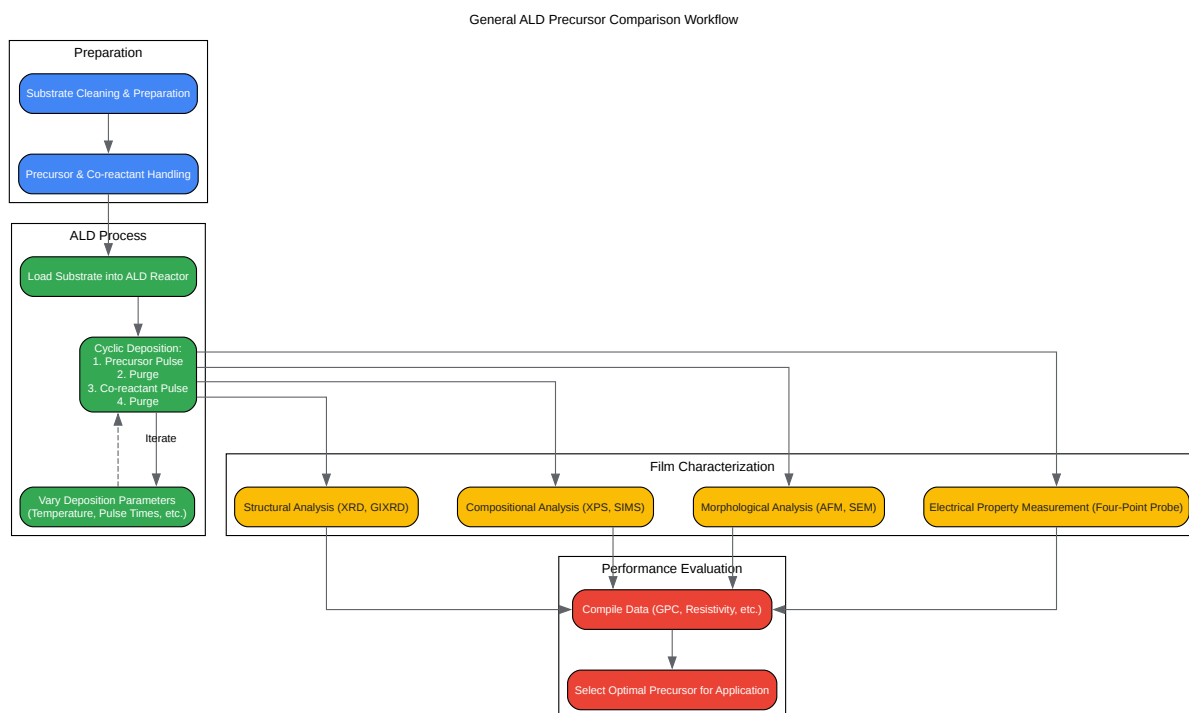 General ALD Precursor Comparison Workflow
Preparation
Substrate Cleaning & Preparation
Precursor & Co-reactant Handling
ALD Process
Load Substrate into ALD Reactor
Cyclic Deposition:
1. Precursor Pulse
2. Purge
3. Co-reactant Pulse
4. Purge
Iterate
Vary Deposition Parameters
(Temperature, Pulse Times, etc.)
Film Characterization
Structural Analysis (XRD, GIXRD)
Compositional Analysis (XPS, SIMS)
Morphological Analysis (AFM, SEM)
Electrical Property Measurement (Four-Point Probe)
Performance Evaluation
Compile Data (GPC, Resistivity, etc.)
Select Optimal Precursor for Application